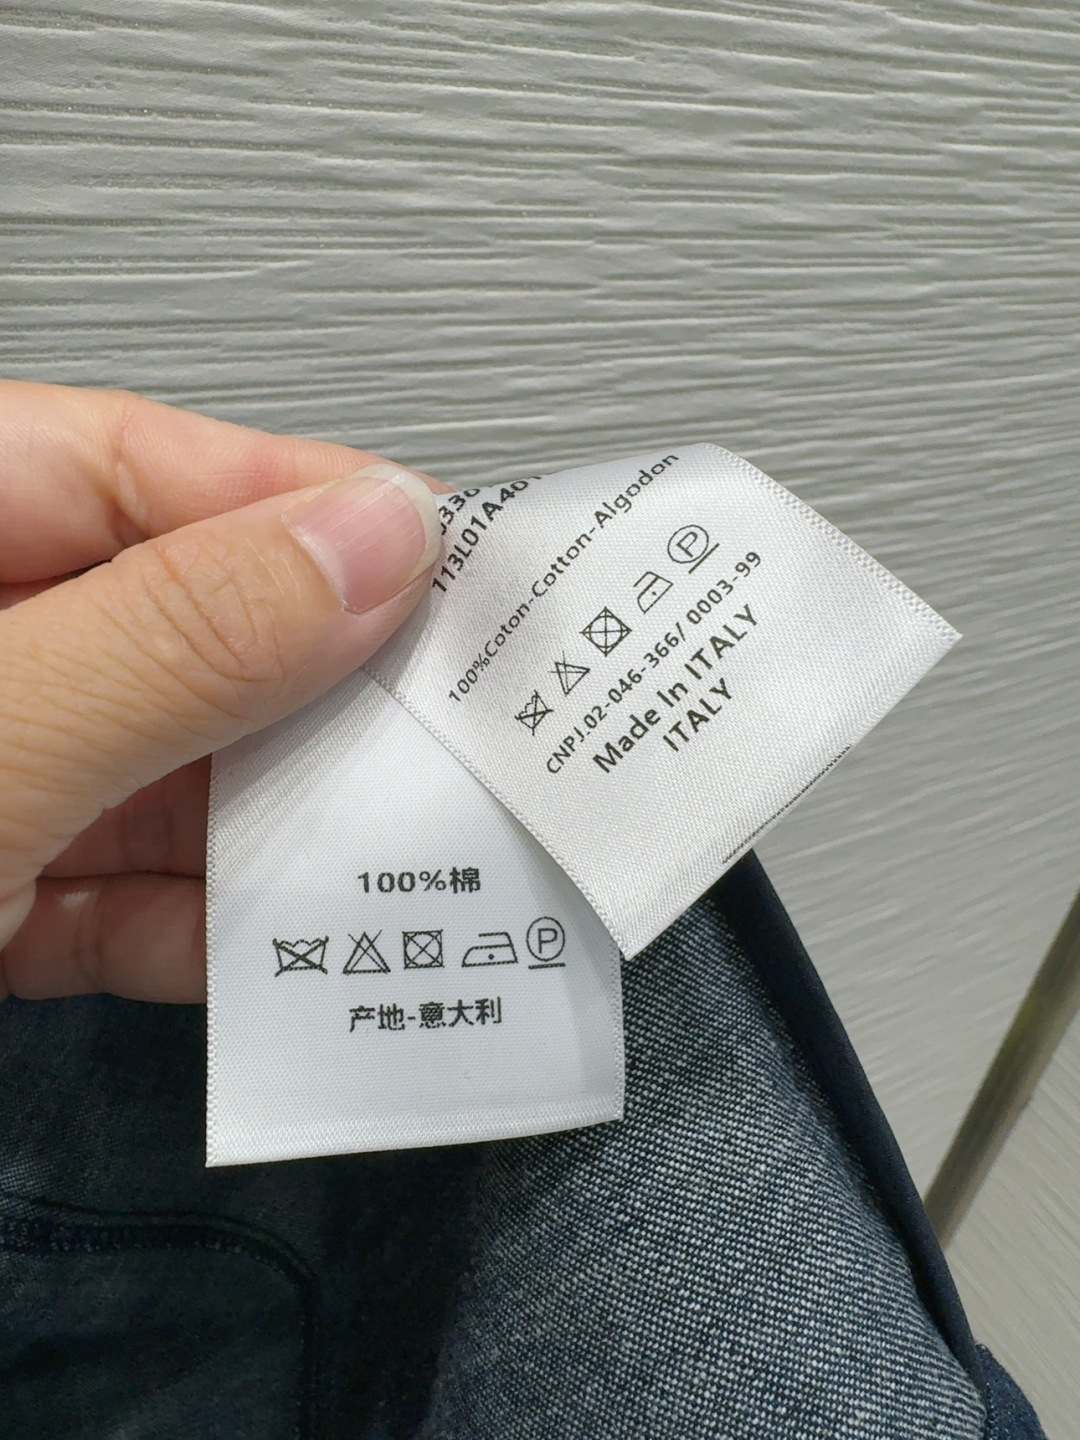 113L01A40
100%Coton-Cotton-Algodon
P
CNPJ.02-046-366/ 0003-99
Made In ITALY
ITALY
100%棉
P
产地-意大利